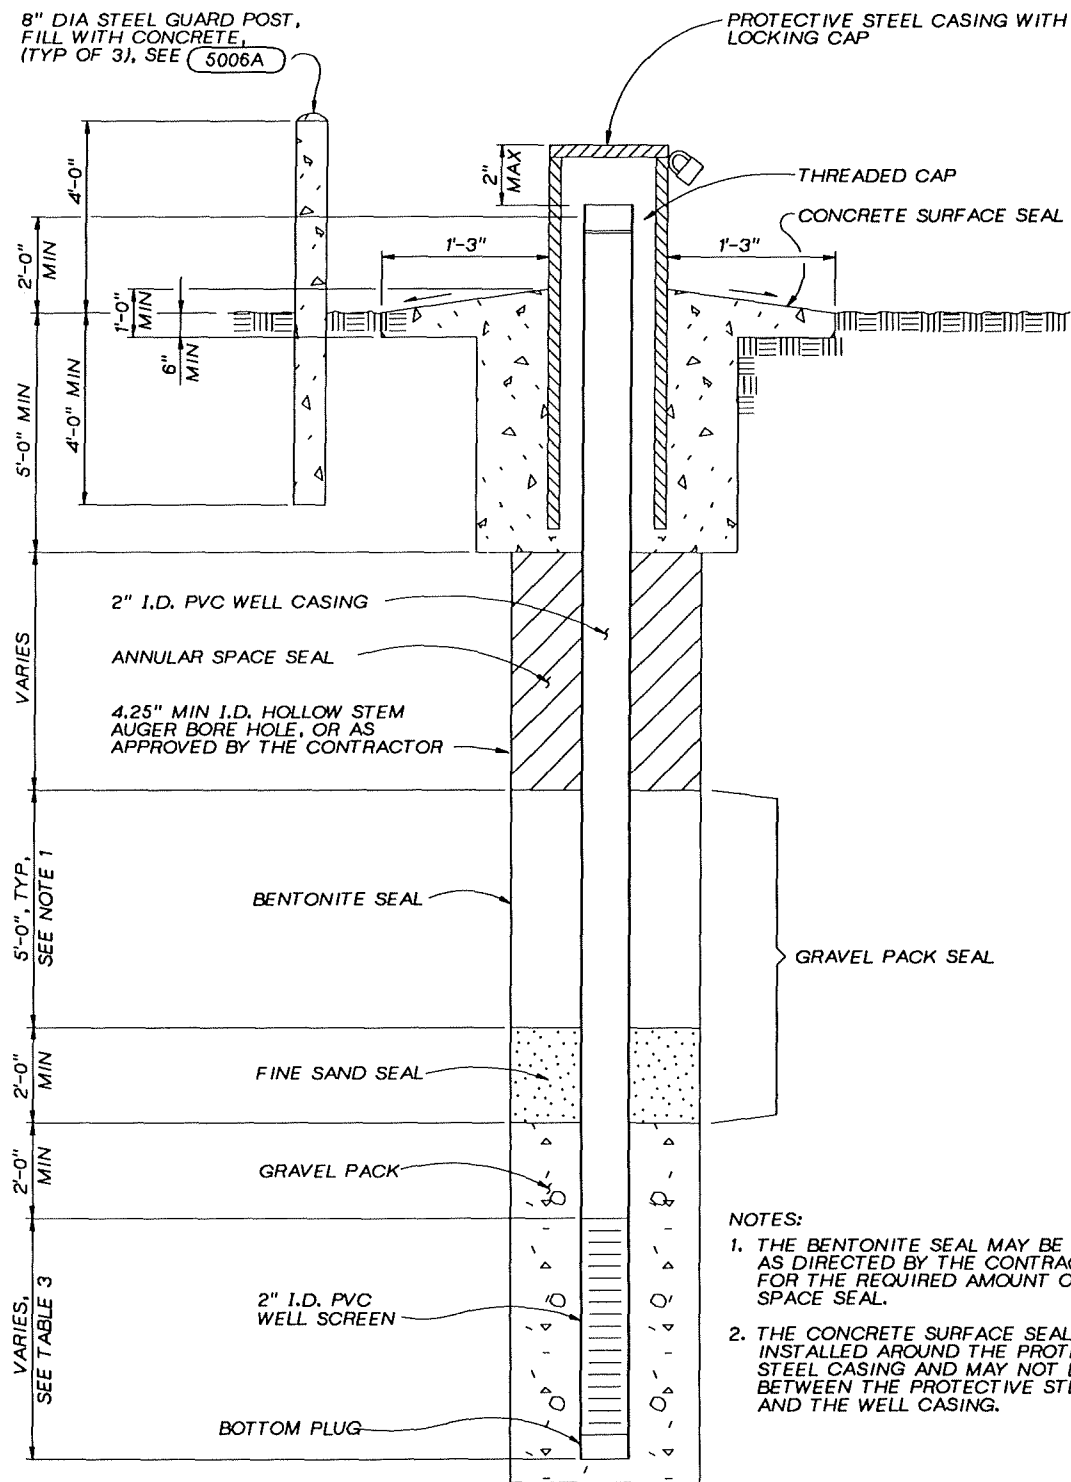 8" DIA STEEL GUARD POST,
FILL WITH CONCRETE,
(TYP OF 3), SEE 5006A
PROTECTIVE STEEL CASING WITH
LOCKING CAP
4'-0"
2" MAX
THREADED CAP
CONCRETE SURFACE SEAL
2'-0" MIN
1'-3"
1'-3"
1'-0" MIN
6" MIN
5'-0" MIN
4'-0" MIN
VARIES
2" I.D. PVC WELL CASING
ANNULAR SPACE SEAL
4.25" MIN I.D. HOLLOW STEM
AUGER BORE HOLE, OR AS
APPROVED BY THE CONTRACTOR
5'-0", TYP,
SEE NOTE 1
BENTONITE SEAL
GRAVEL PACK SEAL
2'-0" MIN
FINE SAND SEAL
2'-0" MIN
GRAVEL PACK
VARIES,
SEE TABLE 3
2" I.D. PVC
WELL SCREEN
BOTTOM PLUG
NOTES:
1. THE BENTONITE SEAL MAY BE
AS DIRECTED BY THE
FOR THE REQUIRED AMOUNT
SPACE SEAL.
2. THE CONCRETE SURFACE SEAL
INSTALLED AROUND THE
STEEL CASING AND MAY NOT
BETWEEN THE PROTECTIVE
AND THE WELL CASING.